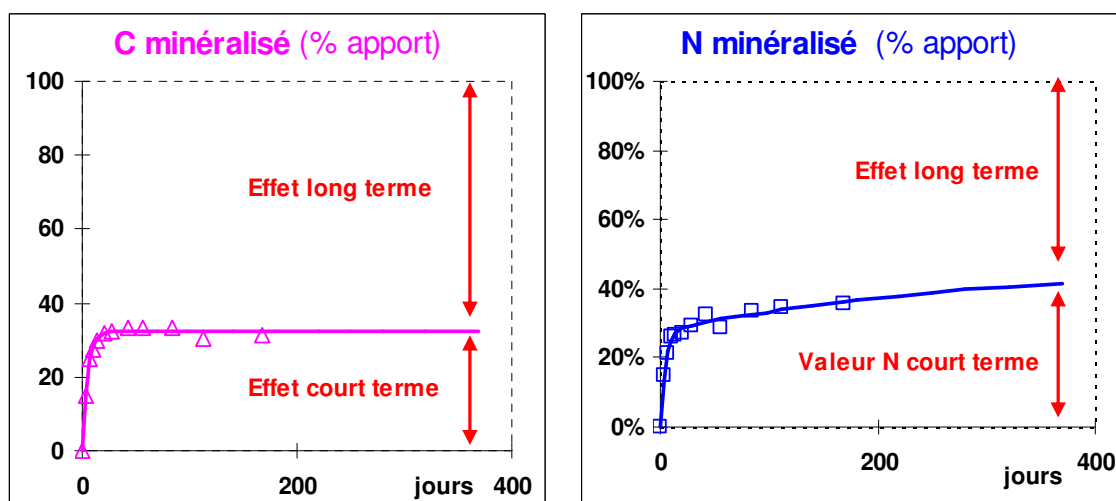 C minéralisé (% apport)
100
80
60
40
20
0
Effet long terme
Effet court terme
0
200
jours
400
N minéralisé (% apport)
100%
80%
60%
40%
20%
0%
Effet long terme
Valeur N court terme
0
200
jours
400